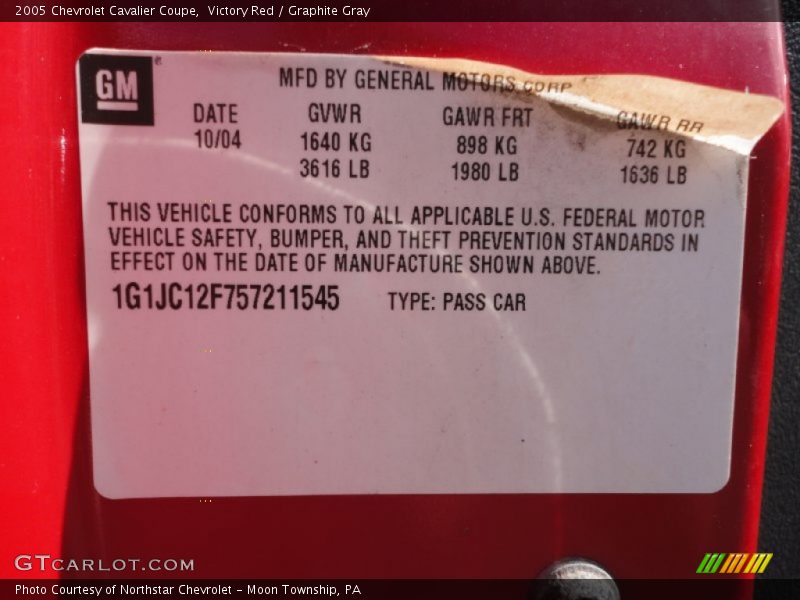 2005 Chevrolet Cavalier Coupe, Victory Red / Graphite Gray
GM
MFD BY GENERAL MOTORS CORP
DATE GVWR GAWR FRT GAWR RR
10/04 1640 KG 898 KG 742 KG
3616 LB 1980 LB 1636 LB
THIS VEHICLE CONFORMS TO ALL APPLICABLE U.S. FEDERAL MOTOR
VEHICLE SAFETY, BUMPER, AND THEFT PREVENTION STANDARDS IN
EFFECT ON THE DATE OF MANUFACTURE SHOWN ABOVE.
1G1JC12F757211545 TYPE: PASS CAR
GTCARLOT.COM
Photo Courtesy of Northstar Chevrolet - Moon Township, PA